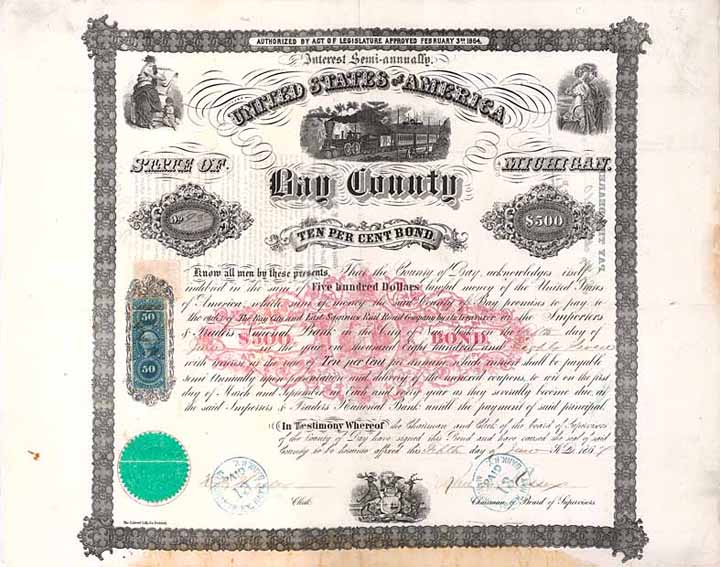 AUTHORIZED BY ACT OF LEGISLATURE APPROVED FEBRUARY 3RD 1864.
Interest Semi-annually.
UNITED STATES OF AMERICA
STATE OF MICHIGAN.
Bay County
No $500
TEN PER CENT BOND.
Know all men by these presents, That the County of Bay, acknowledges itself
indebted in the sum of Five hundred Dollars lawful money of the United States
of America, which sum of money the said County of Bay promises to pay to
the order of The Bay City and East Saginaw Rail Road Company by its treasurer at the Importers
& Traders National Bank in the City of New York on the day of
in the year one thousand Eight hundred and
with interest at the rate of Ten per Cent per annum which interest shall be payable
semi Annually upon presentation and delivery of the annexed coupons, to wit on the first
day of March and September in Each and every year as they severally become due, at
the said Importers & Traders National Bank until the payment of said principal.
$500 BOND.
50 50
In Testimony Whereof the Chairman and Clerk of the board of Supervisors
of the County of Bay have signed this Bond and have caused the seal of said
County to be hereunto affixed this day of A.D. 186
PAID PAID
Clerk. Chairman of Board of Supervisors.